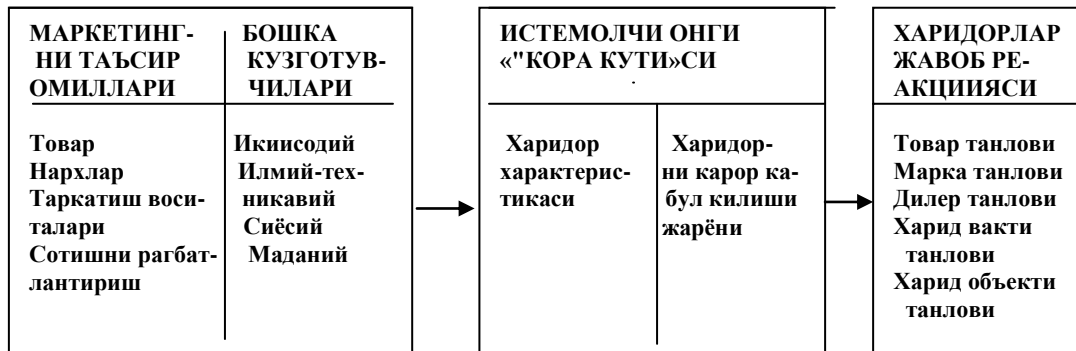 МАРКЕТИНГ-
НИ ТАЪСИР
ОМИЛЛАРИ
Товар
Нархлар
Таркатиш воси-
талари
Сотишни рагбат-
лантириш
БОШКА
КУЗГОТУВ-
ЧИЛАРИ
Икиисодий
Илмий-тех-
никавий
Сиёсий
Маданий
ИСТЕМОЛЧИ ОНГИ
«"КОРА КУТИ»СИ
Харидор
характерис-
тикаси
Харидор-
ни карор ка-
бул килиши
жарёни
ХАРИДОРЛАР
ЖАВОБ РЕ-
АКЦИИЯСИ
Товар танлови
Марка танлови
Дилер танлови
Харид вакти
танлови
Харид объекти
танлови